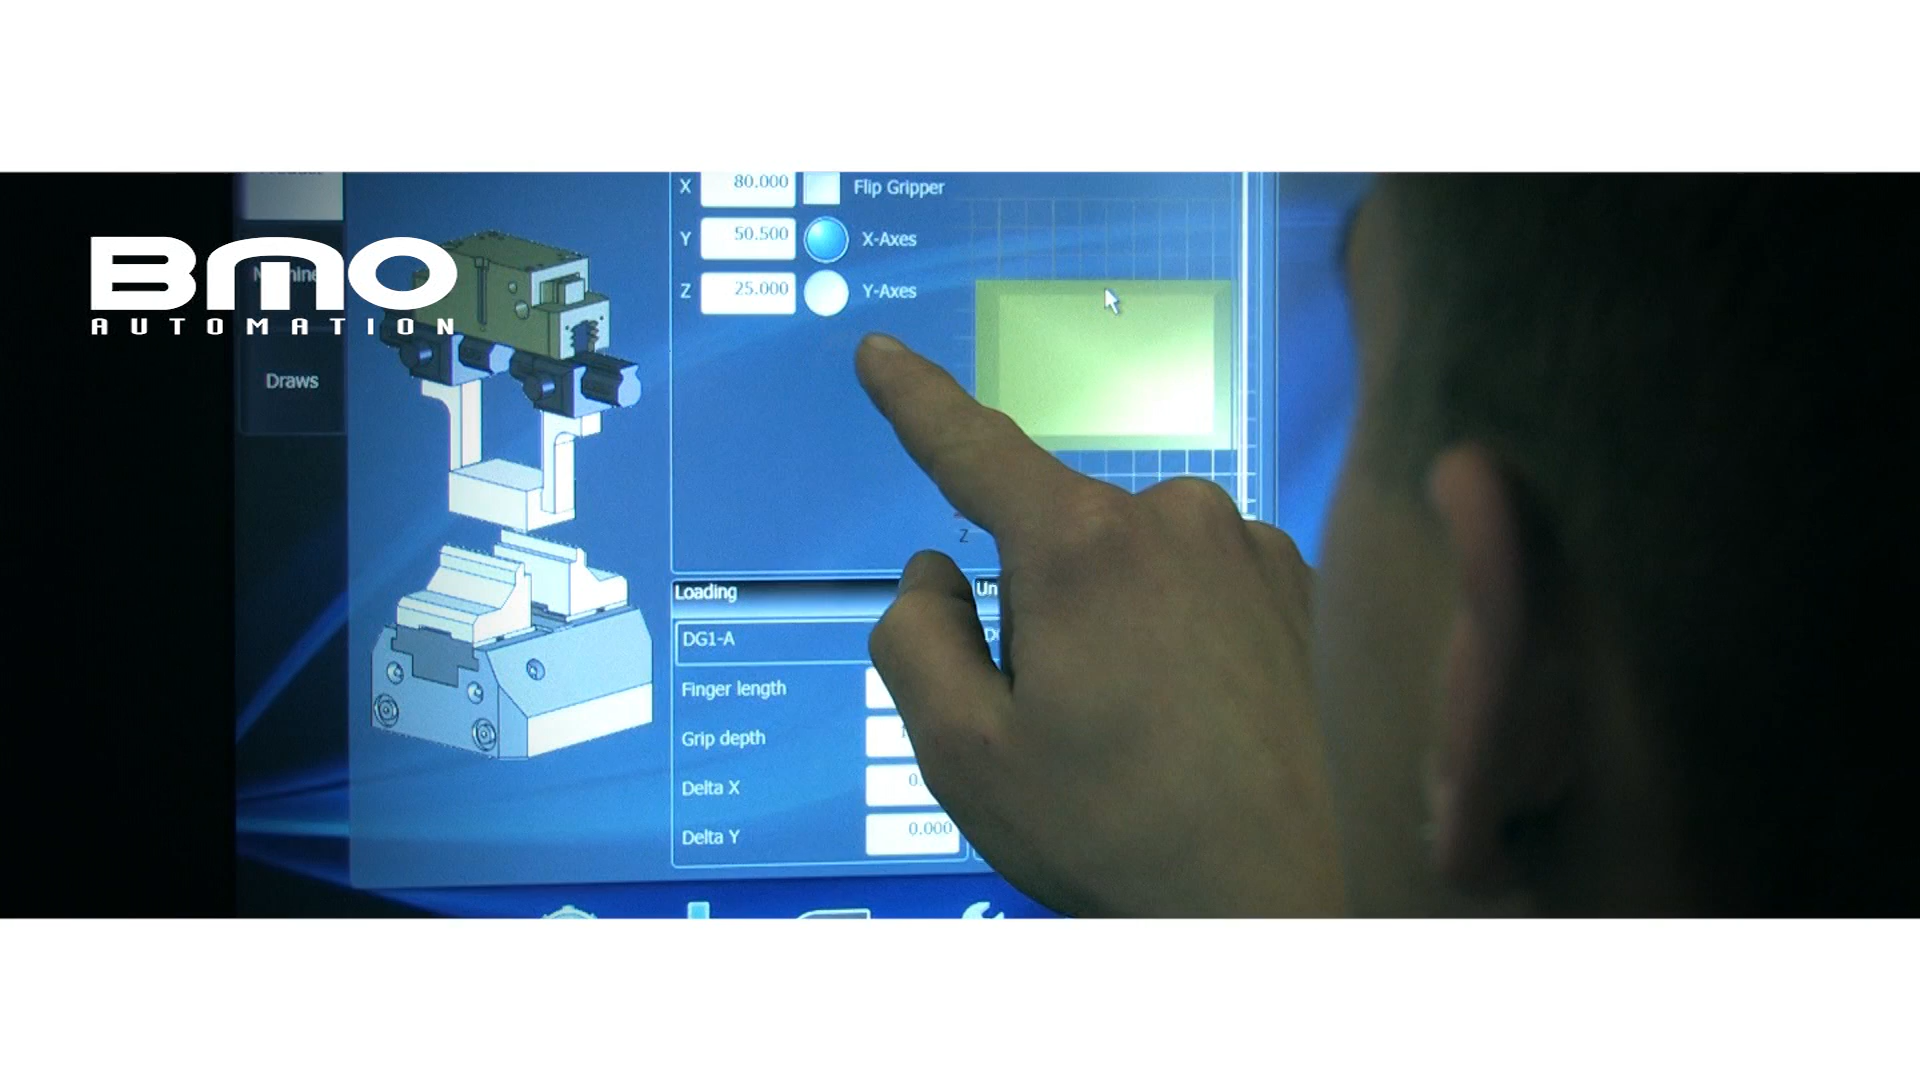 BMO
AUTOMATION
Draws
X 80.000 Flip Gripper
Y 50.500 X-Axes
Z 25.000 Y-Axes
Z
Loading
DG1-A
Finger length
Grip depth
Delta X
Delta Y 0.000